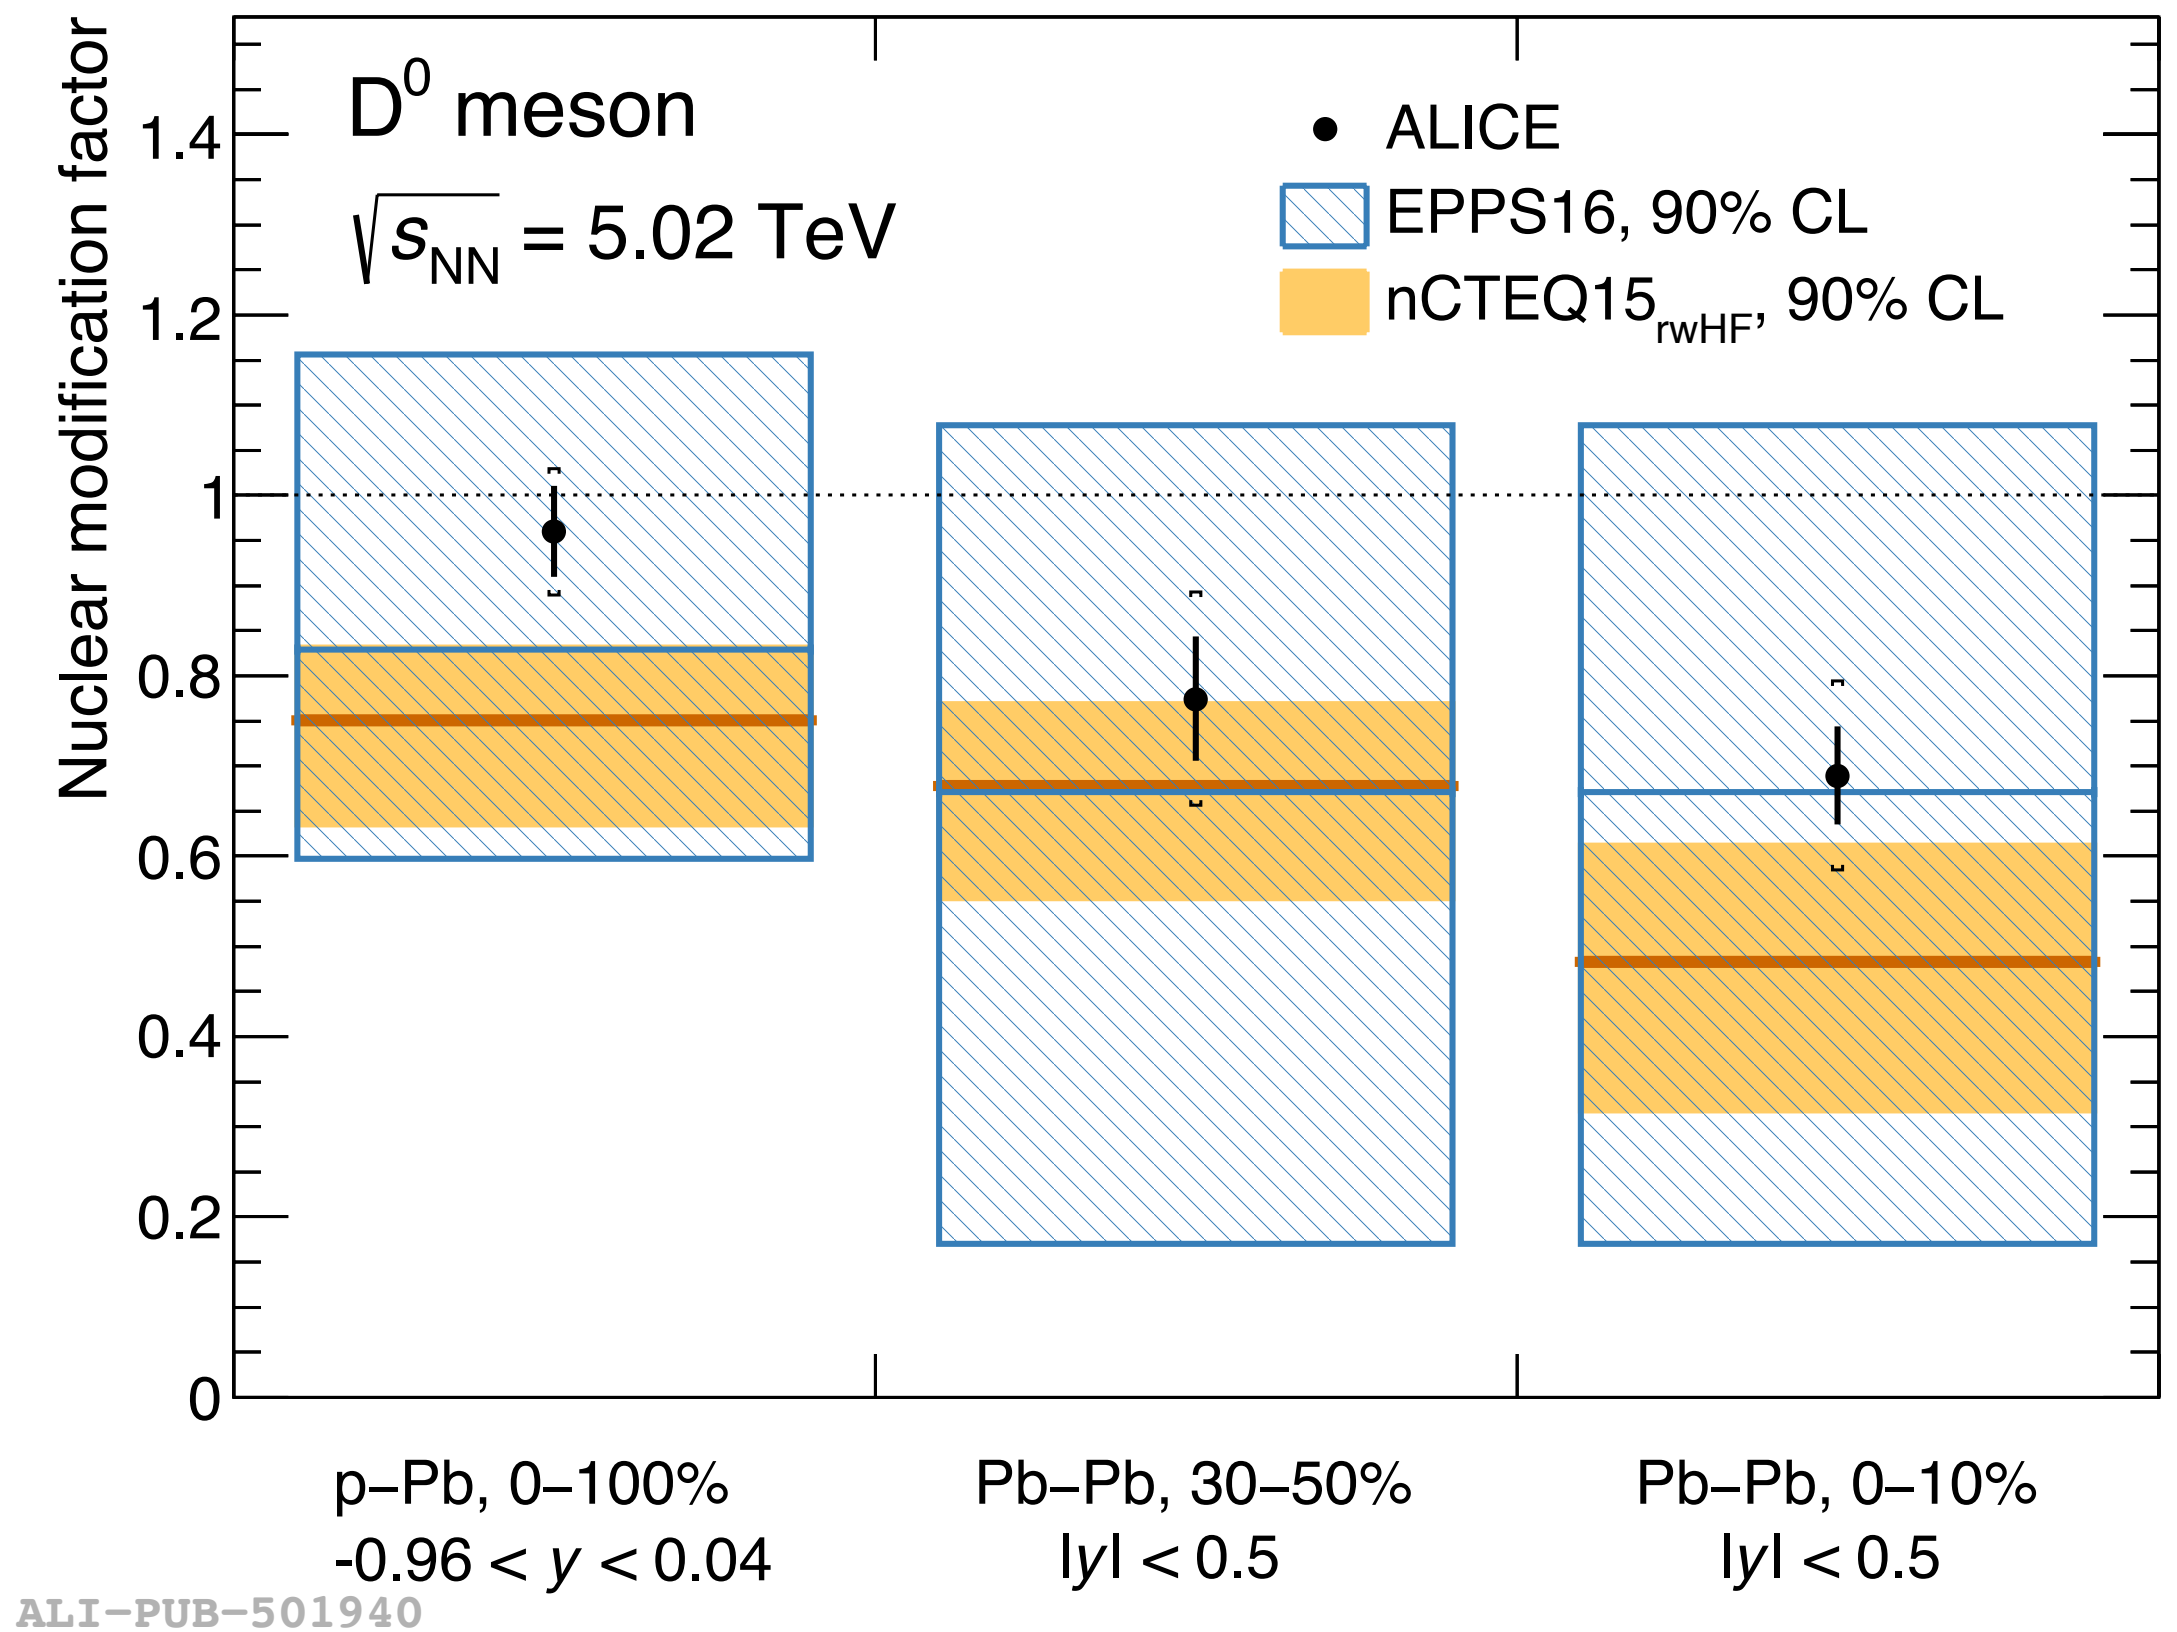 Nuclear modification factor
D⁰ meson
√sNN = 5.02 TeV
ALICE
EPPS16, 90% CL
nCTEQ15rwHF, 90% CL
1.4
1.2
1
0.8
0.6
0.4
0.2
0
p–Pb, 0–100%
-0.96 < y < 0.04
Pb–Pb, 30–50%
|y| < 0.5
Pb–Pb, 0–10%
|y| < 0.5
ALI-PUB-501940